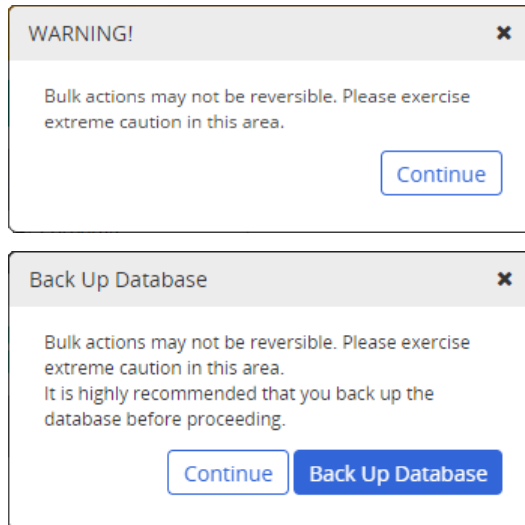 WARNING!
Bulk actions may not be reversible. Please exercise
extreme caution in this area.
Continue
Back Up Database
Bulk actions may not be reversible. Please exercise
extreme caution in this area.
It is highly recommended that you back up the
database before proceeding.
Continue Back Up Database